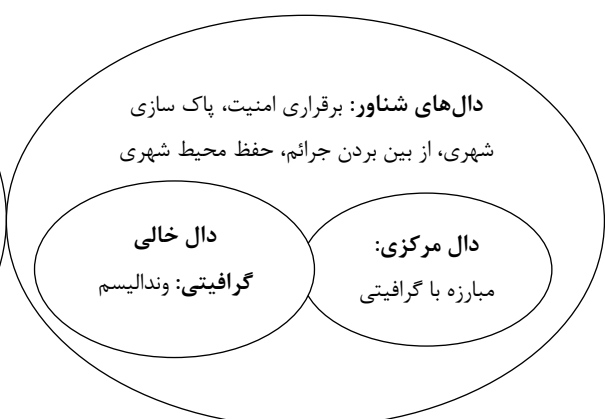 دال‌های شناور: برقراری امنیت، پاک سازی
شهری، از بین بردن جرائم، حفظ محیط شهری
دال مرکزی:
مبارزه با گرافیتی
دال خالی
گرافیتی: وندالیسم